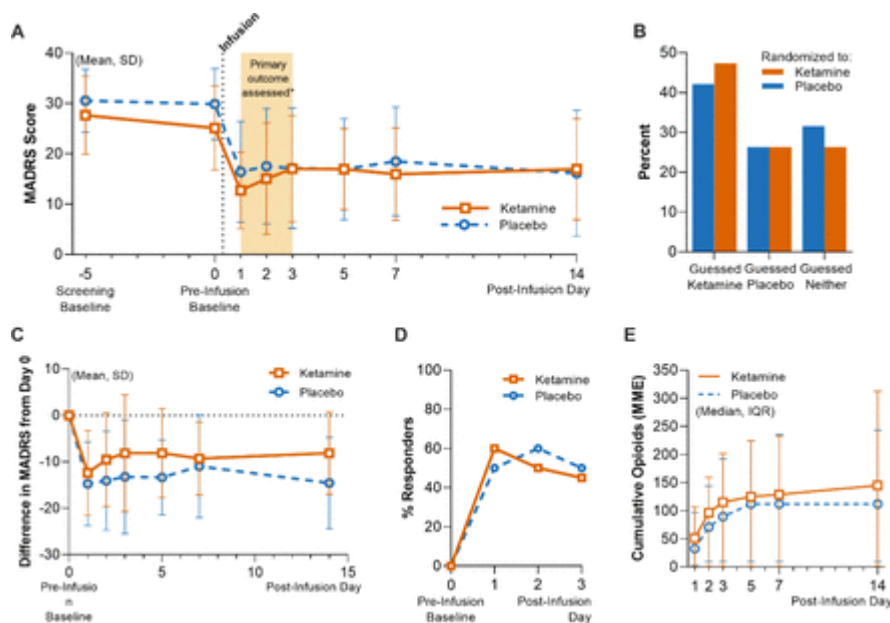 A
Infusion
(Mean, SD)
Primary
outcome
assessed*
MADRS Score
40
30
20
10
0
Ketamine
Placebo
-5
0
1
2
3
5
7
14
Screening
Baseline
Pre-Infusion
Baseline
Post-Infusion Day
B
Randomized to:
Ketamine
Placebo
Percent
50
40
30
20
10
0
Guessed
Ketamine
Guessed
Placebo
Guessed
Neither
C
(Mean, SD)
Ketamine
Placebo
Difference in MADRS from Day 0
0
-10
-20
-30
0
5
10
15
Pre-Infusio
n
Baseline
Post-Infusion Day
D
Ketamine
Placebo
% Responders
100
80
60
40
20
0
0
1
2
3
Pre-Infusion
Baseline
Post-Infusion
Day
E
Ketamine
Placebo
(Median, IQR)
Cumulative Opioids (MME)
350
300
250
200
150
100
50
0
1
2
3
5
7
14
Post-Infusion Day